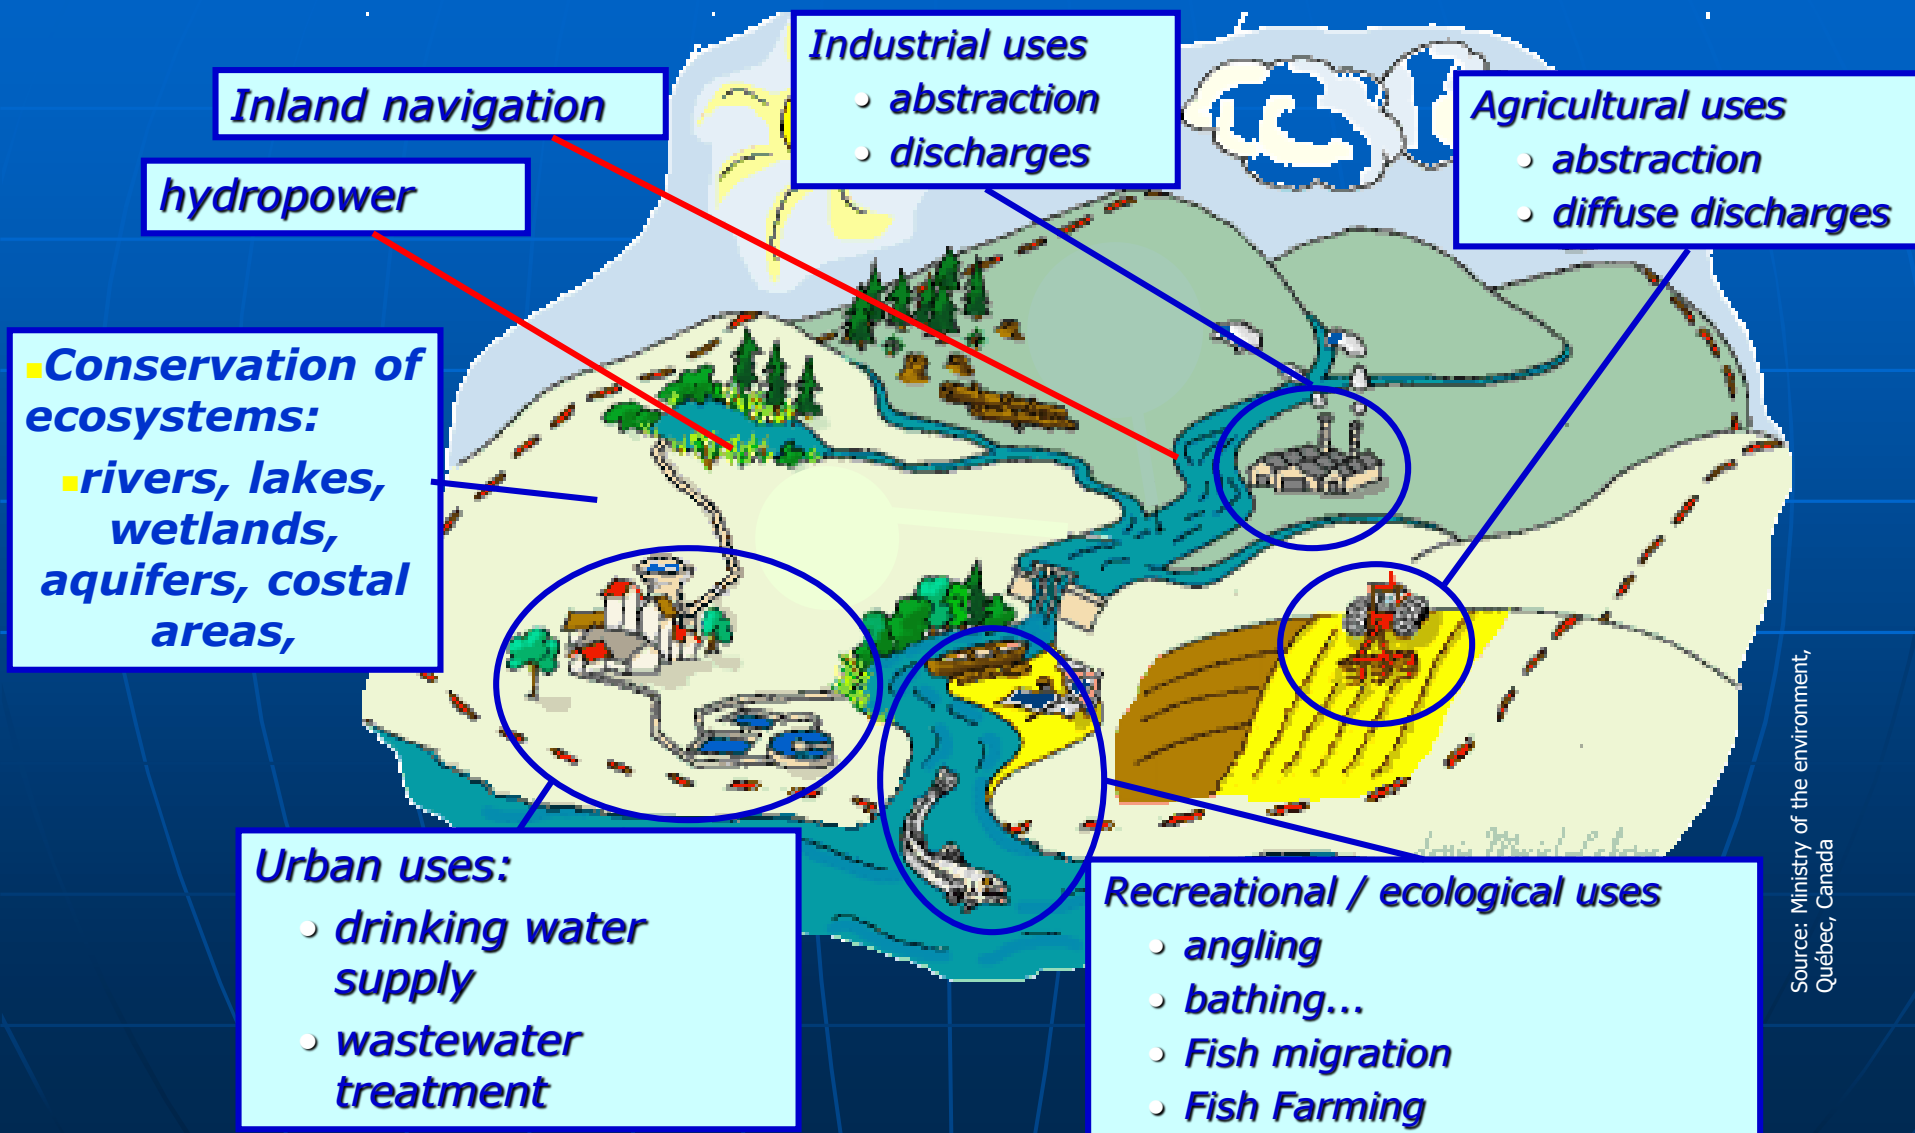 Industrial uses
• abstraction
• discharges
Inland navigation
Agricultural uses
• abstraction
• diffuse discharges
hydropower
▪Conservation of
ecosystems:
▪rivers, lakes,
wetlands,
aquifers, costal
areas,
Urban uses:
• drinking water
supply
• wastewater
treatment
Recreational / ecological uses
• angling
• bathing...
• Fish migration
• Fish Farming
Source: Ministry of the environment,
Québec, Canada